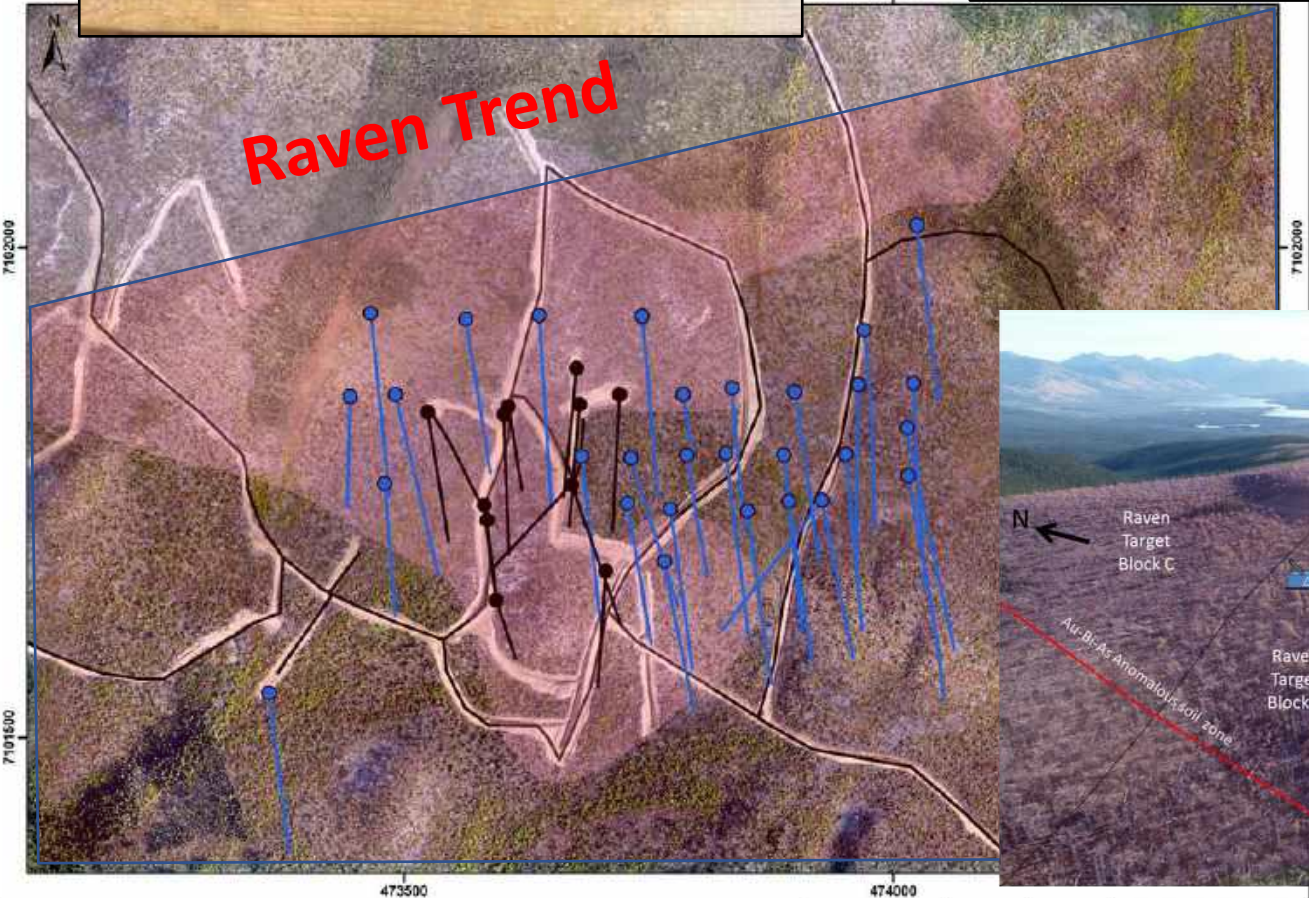 N
Raven Trend
7102000
7102000
7101500
473500
474000
N
Raven
Target
Block C
Au-Bi-As Anomalous soil zone
Rave
Targe
Block